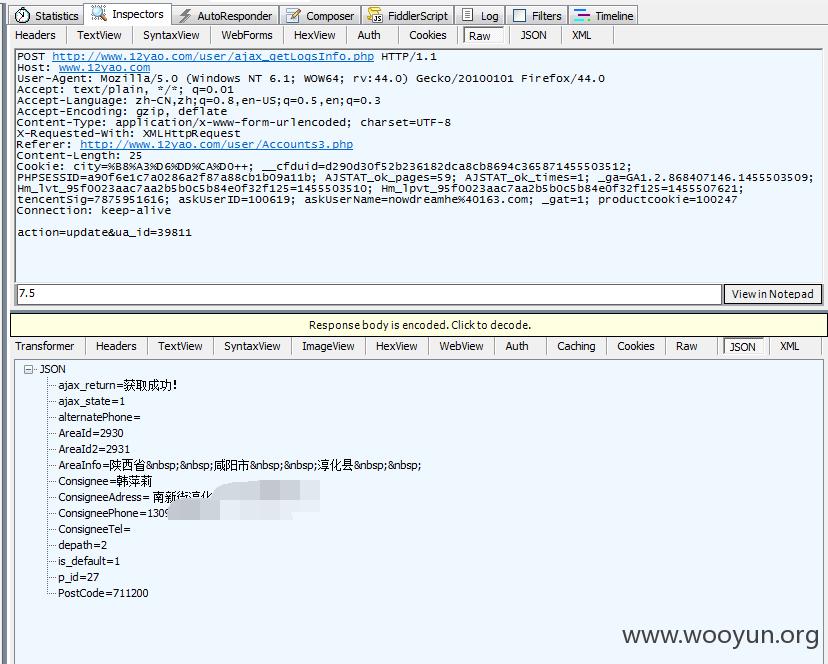 Statistics Inspectors AutoResponder Composer FiddlerScript Log Filters Timeline
Headers TextView SyntaxView WebForms HexView Auth Cookies Raw JSON XML
POST http://www.12yao.com/user/ajax_getLogsInfo.php HTTP/1.1
Host: www.12yao.com
User-Agent: Mozilla/5.0 (Windows NT 6.1; WOW64; rv:44.0) Gecko/20100101 Firefox/44.0
Accept: text/plain, */*; q=0.01
Accept-Language: zh-CN,zh;q=0.8,en-US;q=0.5,en;q=0.3
Accept-Encoding: gzip, deflate
Content-Type: application/x-www-form-urlencoded; charset=UTF-8
X-Requested-With: XMLHttpRequest
Referer: http://www.12yao.com/user/Accounts3.php
Content-Length: 25
Cookie: city=%B8%A3%D6%DD%CA%D0++; __cfduid=d290d30f52b236182dca8cb8694c365871455503512;
PHPSESSID=a90f6e1c7a0286a2f87a88cb1b09a11b; AJSTAT_ok_pages=59; AJSTAT_ok_times=1; _ga=GA1.2.868407146.1455503509;
Hm_lvt_95f0023aac7aa2b5b0c5b84e0f32f125=1455503510; Hm_lpvt_95f0023aac7aa2b5b0c5b84e0f32f125=1455507621;
tencentSig=7875951616; askUserID=100619; askUserName=nowdreamhe%40163.com; _gat=1; productcookie=100247
Connection: keep-alive
action=update&ua_id=39811
7.5 View in Notepad
Response body is encoded. Click to decode.
Transformer Headers TextView SyntaxView ImageView HexView WebView Auth Caching Cookies Raw JSON XML
JSON
ajax_return=获取成功!
ajax_state=1
alternatePhone=
AreaId=2930
AreaId2=2931
AreaInfo=陕西省&nbsp;&nbsp;咸阳市&nbsp;&nbsp;淳化县&nbsp;&nbsp;
Consignee=韩萍莉
ConsigneeAdress= 南新街淳化
ConsigneePhone=1309
ConsigneeTel=
depath=2
is_default=1
p_id=27
PostCode=711200
www.wooyun.org